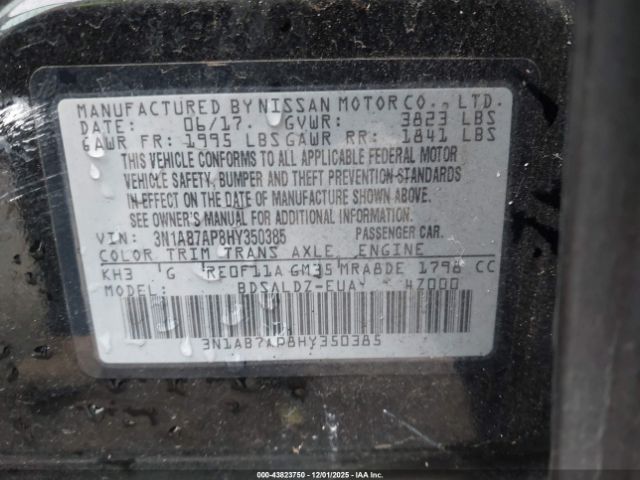 MANUFACTURED BY NISSAN MOTOR CO., LTD.
DATE: 06/17. GVWR: 3823 LBS
GAWR FR: 1995 LBS GAWR RR: 1841 LBS
THIS VEHICLE CONFORMS TO ALL APPLICABLE FEDERAL MOTOR
VEHICLE SAFETY, BUMPER AND THEFT PREVENTION STANDARDS
IN EFFECT ON THE DATE OF MANUFACTURE SHOWN ABOVE.
SEE OWNER'S MANUAL FOR ADDITIONAL INFORMATION.
VIN: 3N1AB7AP8HY350385 PASSENGER CAR.
COLOR TRIM TRANS AXLE ENGINE
KH3 G RE0F11A GM35 MRA8DE 1798 CC
MODEL: BDSALDZ-EUA 47000
3N1AB7AP8HY350385
000-43823750 12/01/2025 IAA Inc.